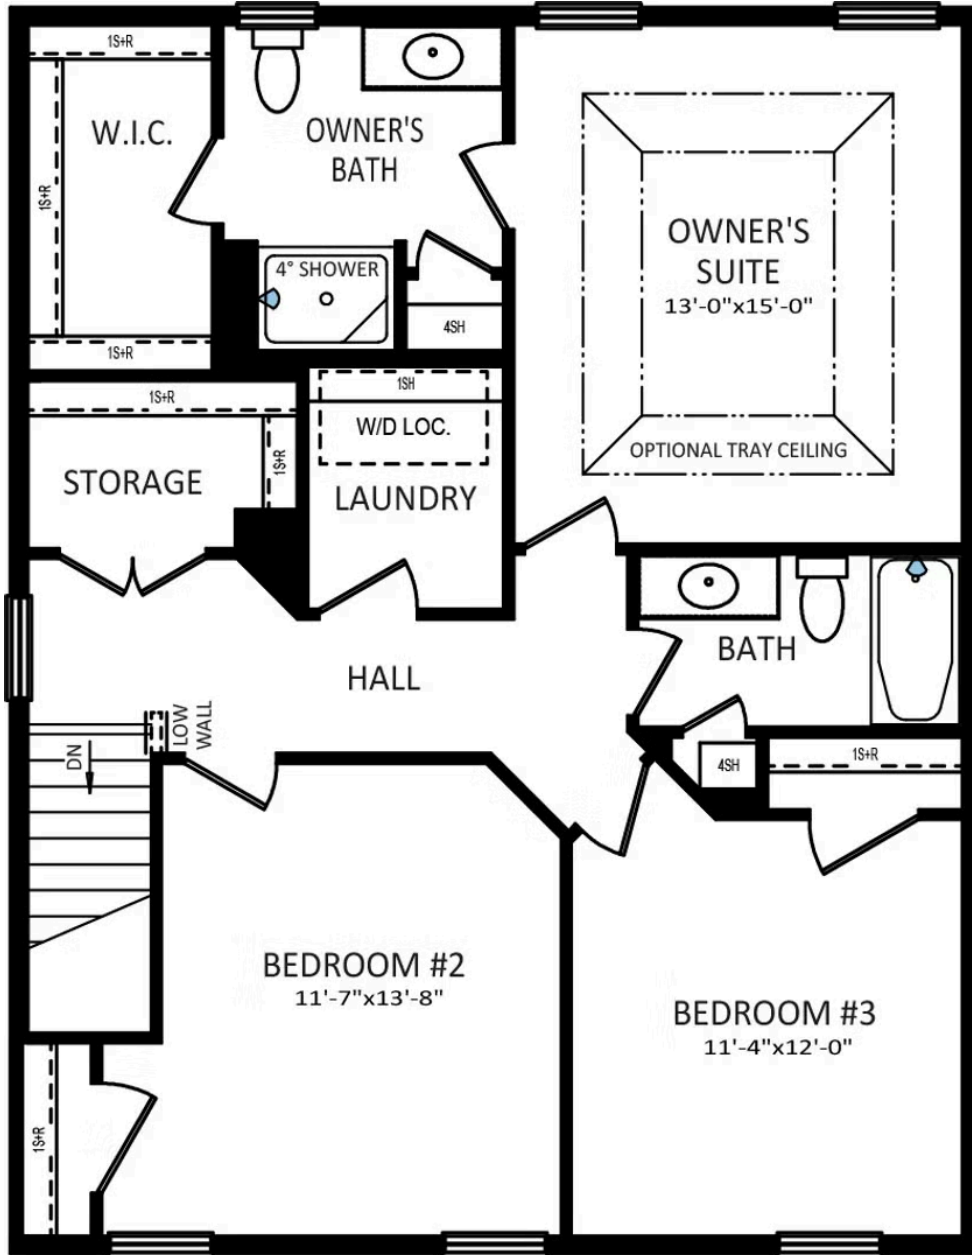 1S+R
W.I.C.
1S+R
1S+R
OWNER'S
BATH
4° SHOWER
4SH
OWNER'S
SUITE
13'-0"x15'-0"
OPTIONAL TRAY CEILING
1S+R
1S+R
STORAGE
1SH
W/D LOC.
LAUNDRY
HALL
BATH
LOW
WALL
DN
4SH
1S+R
BEDROOM #2
11'-7"x13'-8"
BEDROOM #3
11'-4"x12'-0"
1S+R